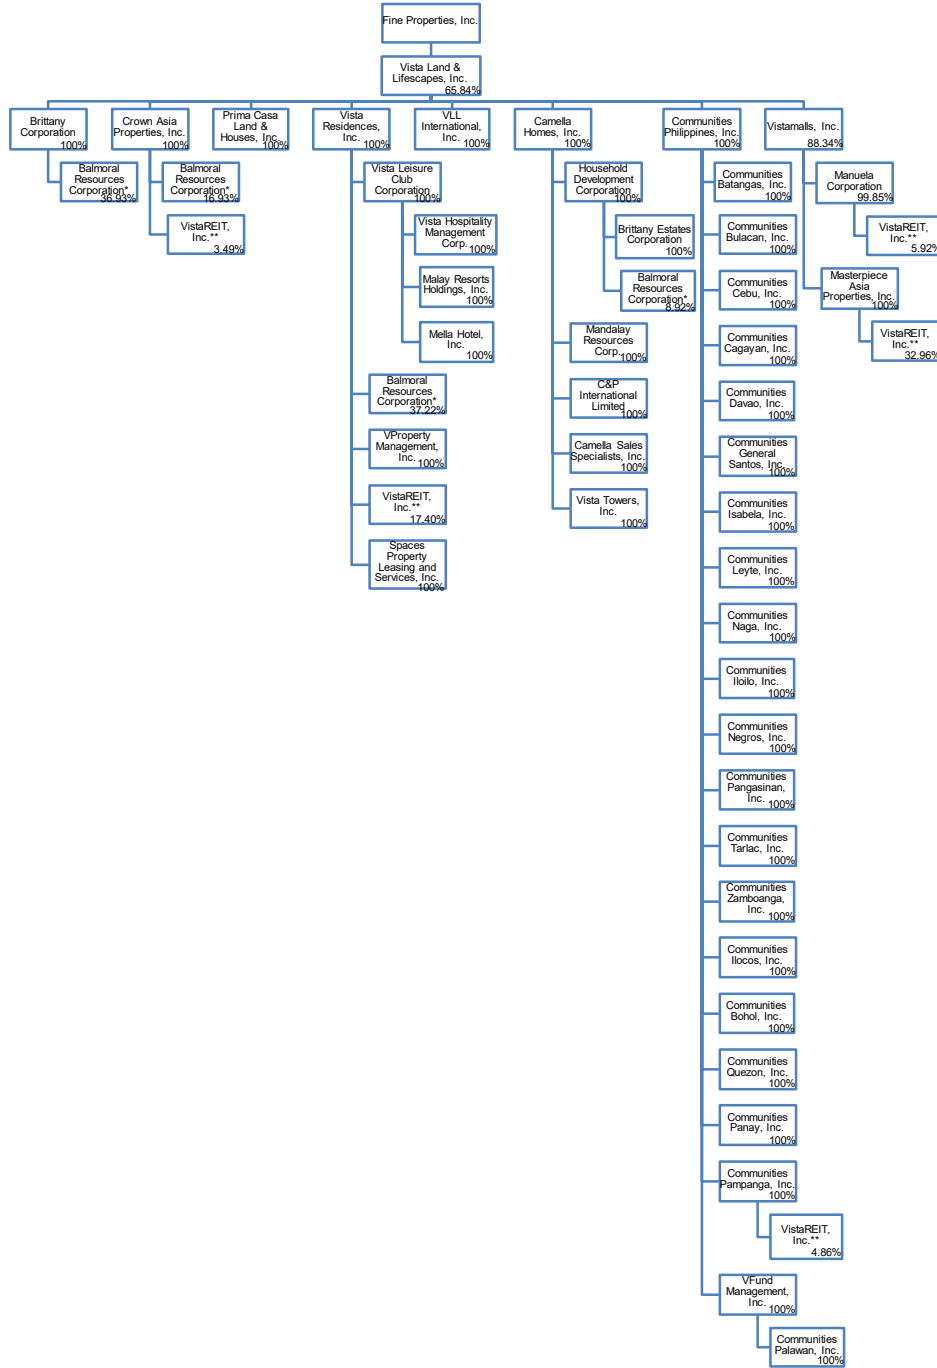 Fine Properties, Inc.
Vista Land &
Lifescapes, Inc.
65.84%
Brittany
Corporation
100%
Balmoral
Resources
Corporation*
36.93%
Crown Asia
Properties, Inc.
100%
Balmoral
Resources
Corporation*
16.93%
VistaREIT,
Inc.**
3.49%
Prima Casa
Land &
Houses, Inc.
100%
Vista
Residences,
Inc.
100%
Vista Leisure
Club
Corporation
100%
Vista Hospitality
Management
Corp.
100%
Malay Resorts
Holdings, Inc.
100%
Mella Hotel,
Inc.
100%
Balmoral
Resources
Corporation*
37.22%
VProperty
Management,
Inc.
100%
VistaREIT,
Inc.**
17.40%
Spaces
Property
Leasing and
Services, Inc.
100%
VLL
International,
Inc.
100%
Camella
Homes, Inc.
100%
Household
Development
Corporation
100%
Brittany Estates
Corporation
100%
Balmoral
Resources
Corporation*
8.92%
Mandalay
Resources
Corp.
100%
C&P
International
Limited
100%
Camella Sales
Specialists, Inc.
100%
Vista Towers,
Inc.
100%
Communities
Philippines, Inc.
100%
Communities
Batangas, Inc.
100%
Communities
Bulacan, Inc.
100%
Communities
Cebu, Inc.
100%
Communities
Cagayan, Inc.
100%
Communities
Davao, Inc.
100%
Communities
General
Santos, Inc.
100%
Communities
Isabela, Inc.
100%
Communities
Leyte, Inc.
100%
Communities
Naga, Inc.
100%
Communities
Iloilo, Inc.
100%
Communities
Negros, Inc.
100%
Communities
Pangasinan,
Inc.
100%
Communities
Tarlac, Inc.
100%
Communities
Zamboanga,
Inc.
100%
Communities
Ilocos, Inc.
100%
Communities
Bohol, Inc.
100%
Communities
Quezon, Inc.
100%
Communities
Panay, Inc.
100%
Communities
Pampanga, Inc.
100%
VistaREIT,
Inc.**
4.86%
VFund
Management,
Inc.
100%
Communities
Palawan, Inc.
100%
Vistamalls, Inc.
88.34%
Manuela
Corporation
99.85%
VistaREIT,
Inc.**
5.92%
Masterpiece
Asia
Properties, Inc.
100%
VistaREIT,
Inc.**
32.96%